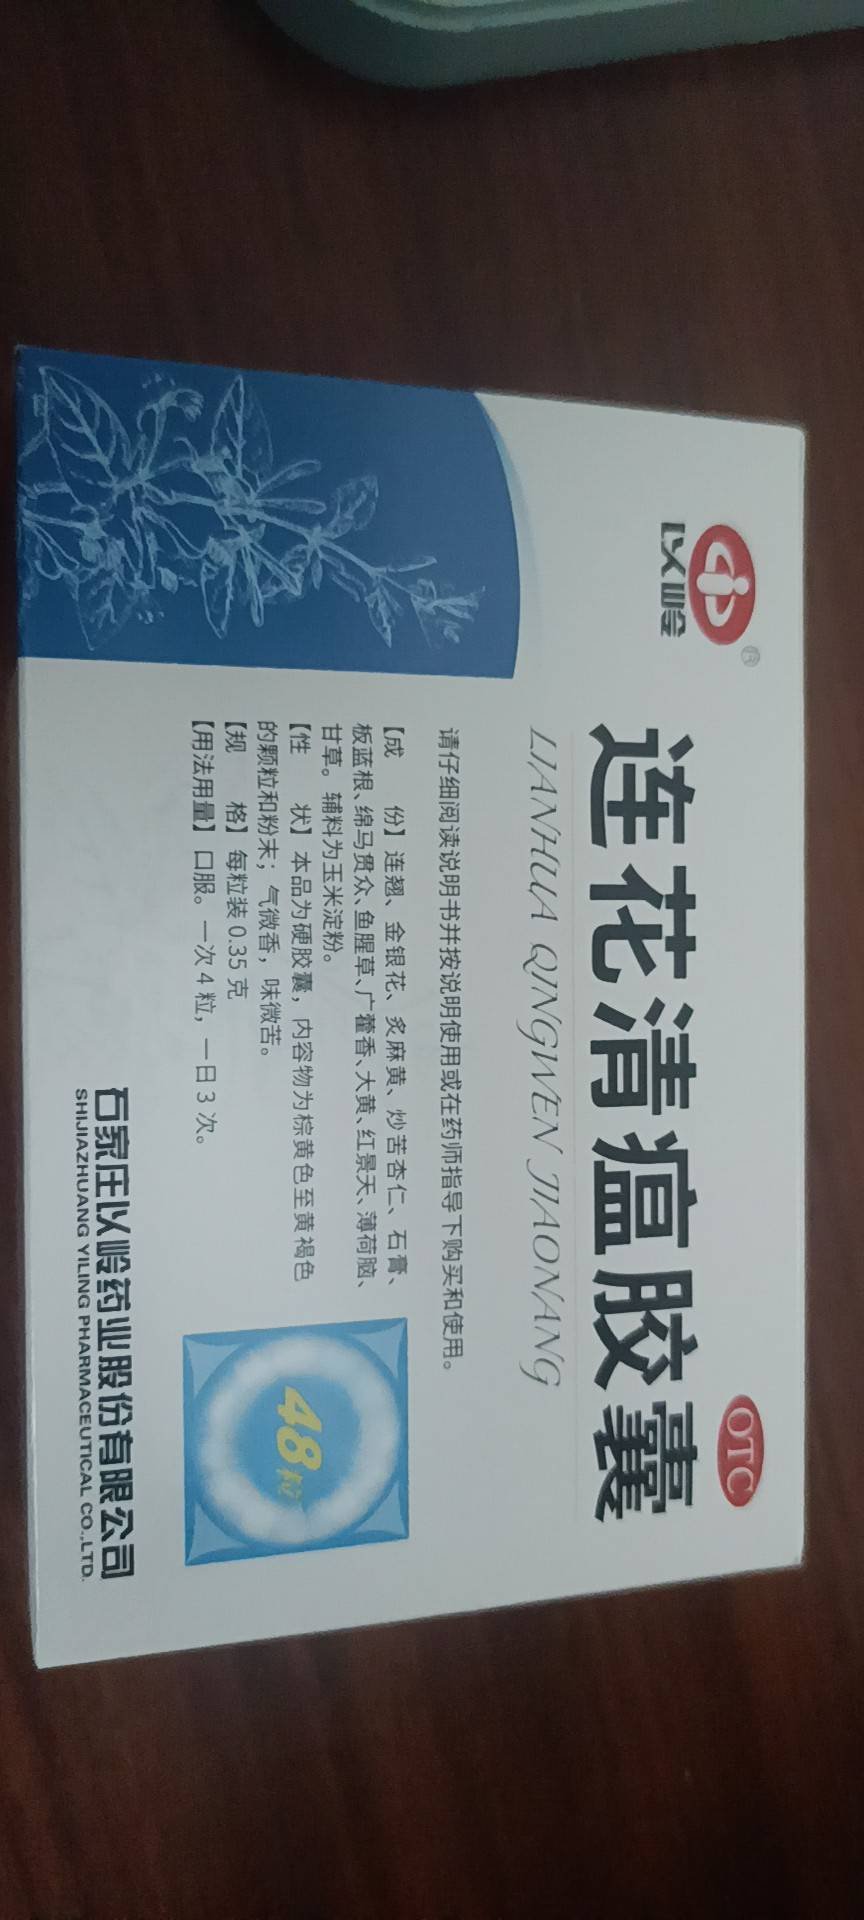 以岭
®
OTC
连花清瘟胶囊
LIANHUA QINGWEN JIAONANG
请仔细阅读说明书并按说明使用或在药师指导下购买和使用。
【成 份】连翘、金银花、炙麻黄、炒苦杏仁、石膏、
板蓝根、绵马贯众、鱼腥草、广藿香、大黄、红景天、薄荷脑、
甘草。辅料为玉米淀粉。
【性 状】本品为硬胶囊，内容物为棕黄色至黄褐色
的颗粒和粉末；气微香，味微苦。
【规 格】每粒装 0.35 克
【用法用量】口服。一次 4 粒，一日 3 次。
48粒
石家庄以岭药业股份有限公司
SHIJIAZHUANG YILING PHARMACEUTICAL CO.,LTD.